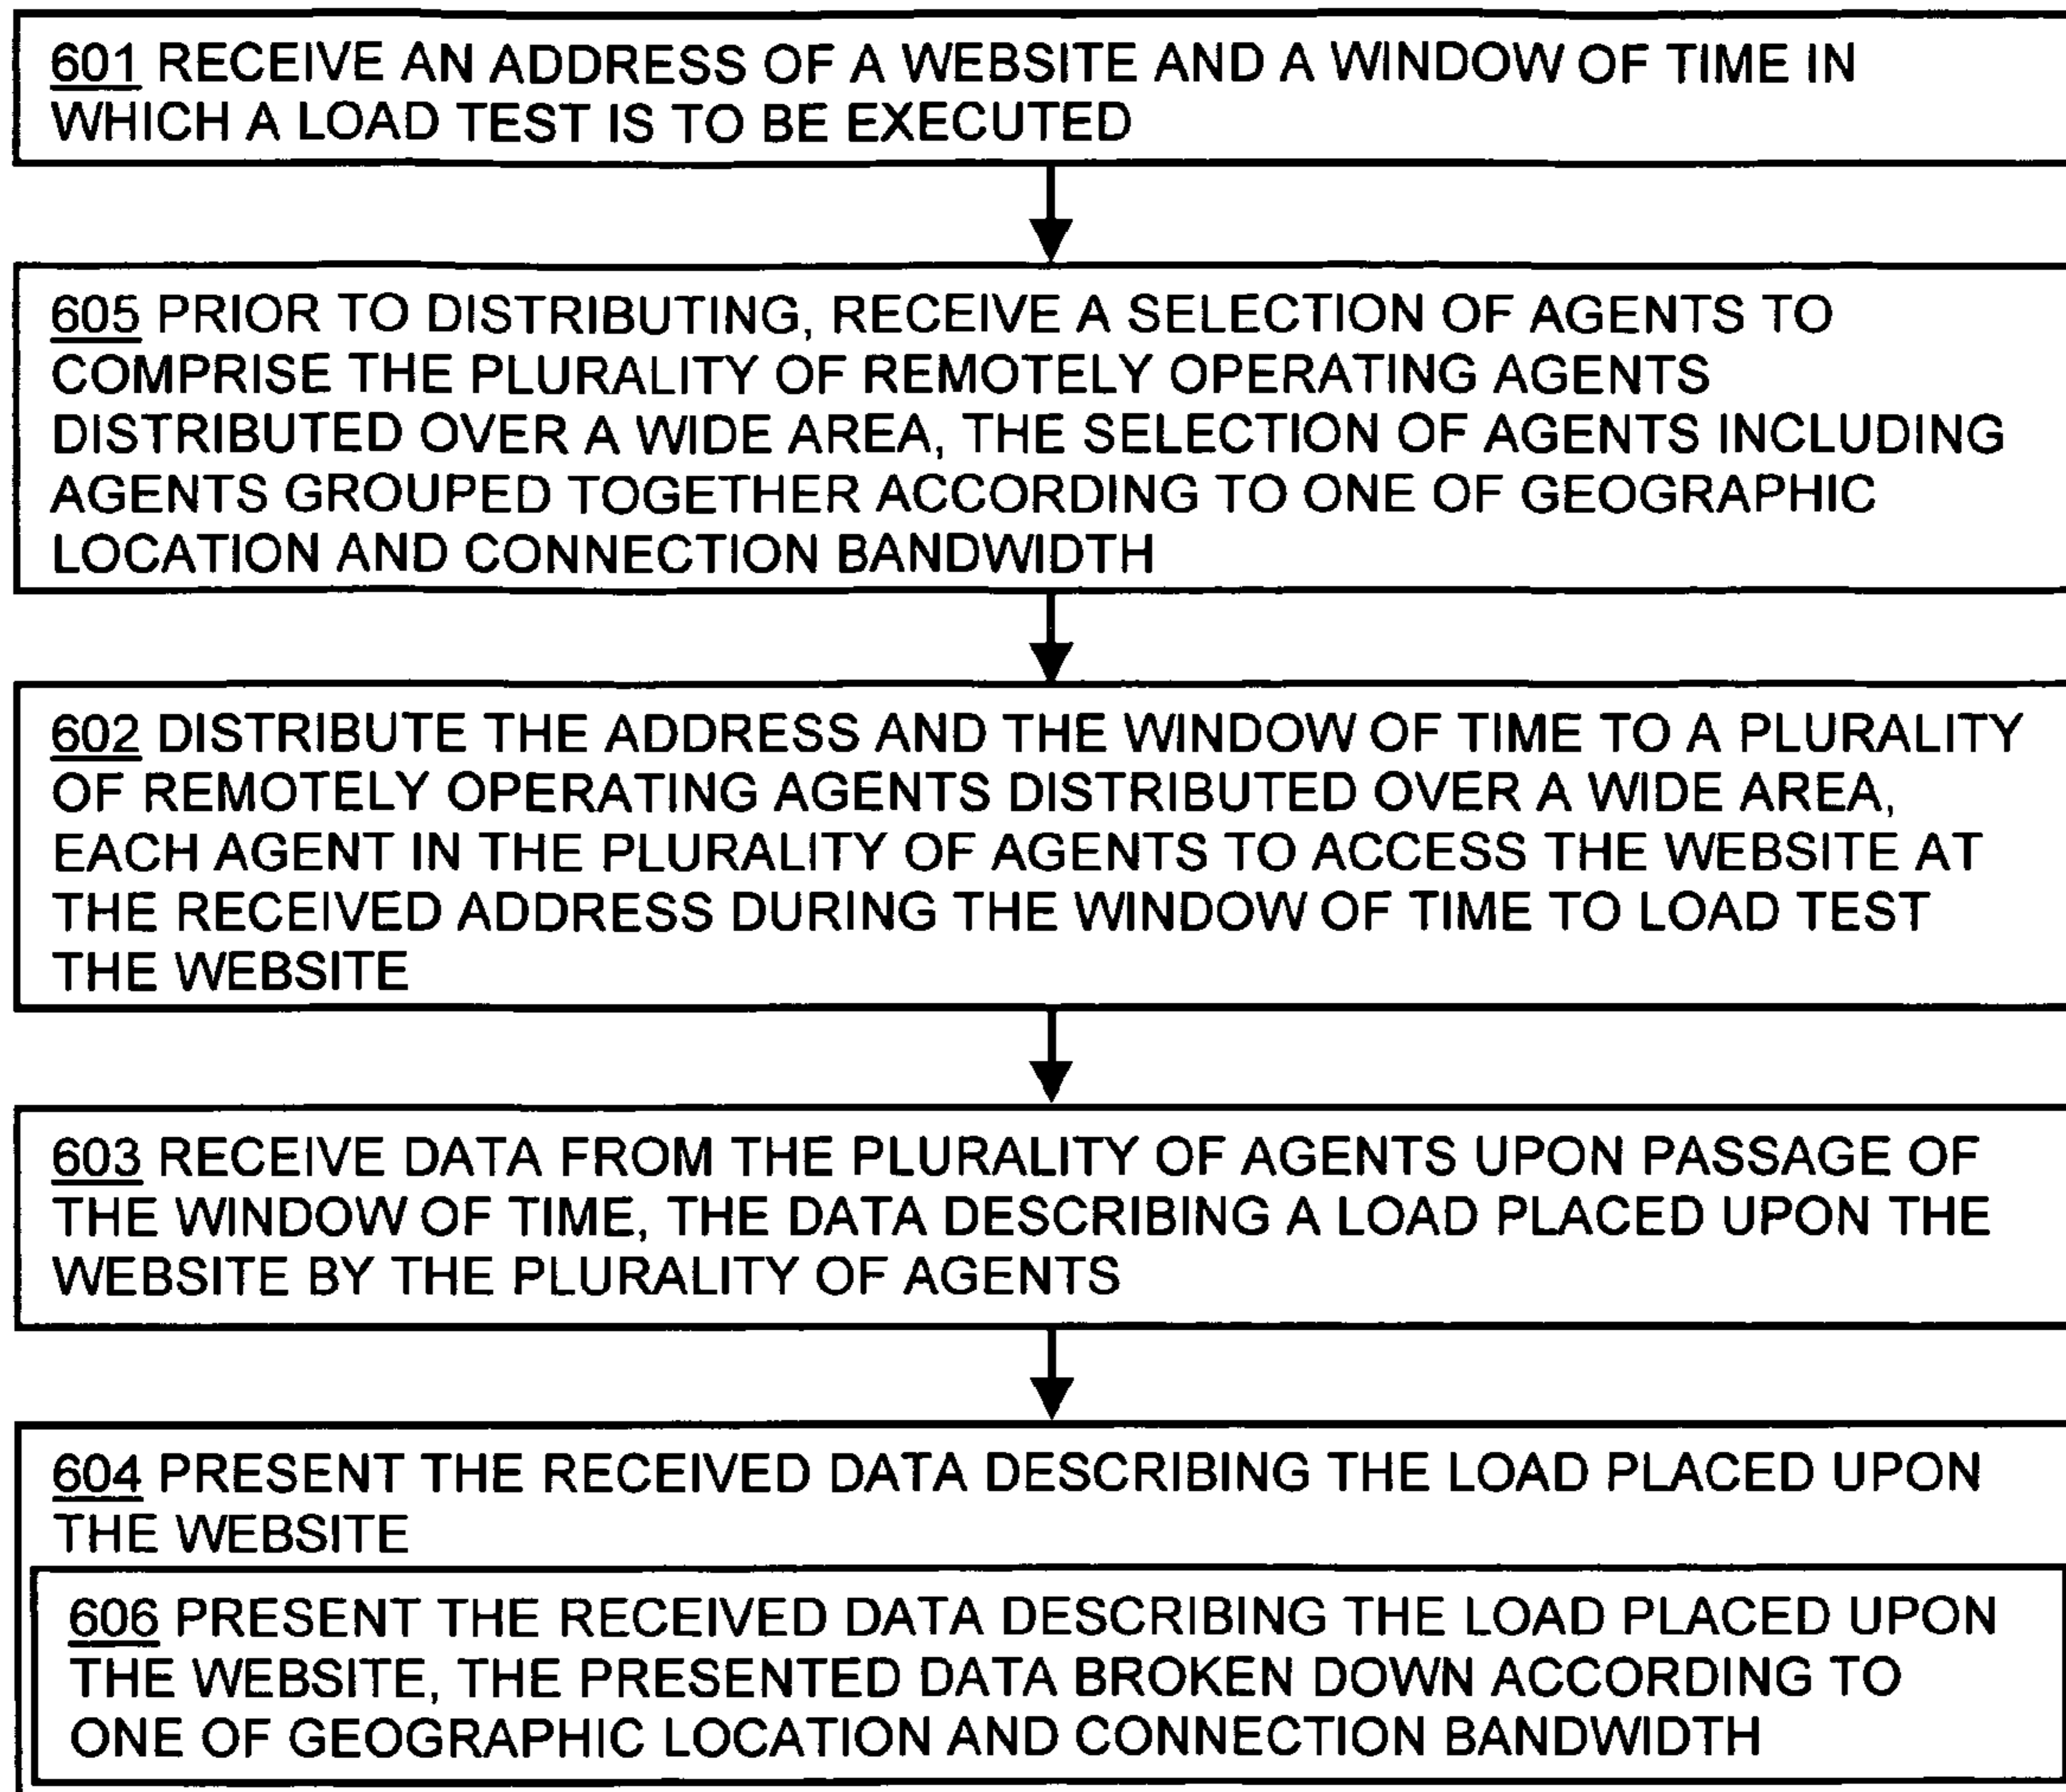 601 RECEIVE AN ADDRESS OF A WEBSITE AND A WINDOW OF TIME IN
WHICH A LOAD TEST IS TO BE EXECUTED
605 PRIOR TO DISTRIBUTING, RECEIVE A SELECTION OF AGENTS TO
COMPRISE THE PLURALITY OF REMOTELY OPERATING AGENTS
DISTRIBUTED OVER A WIDE AREA, THE SELECTION OF AGENTS INCLUDING
AGENTS GROUPED TOGETHER ACCORDING TO ONE OF GEOGRAPHIC
LOCATION AND CONNECTION BANDWIDTH
602 DISTRIBUTE THE ADDRESS AND THE WINDOW OF TIME TO A PLURALITY
OF REMOTELY OPERATING AGENTS DISTRIBUTED OVER A WIDE AREA,
EACH AGENT IN THE PLURALITY OF AGENTS TO ACCESS THE WEBSITE AT
THE RECEIVED ADDRESS DURING THE WINDOW OF TIME TO LOAD TEST
THE WEBSITE
603 RECEIVE DATA FROM THE PLURALITY OF AGENTS UPON PASSAGE OF
THE WINDOW OF TIME, THE DATA DESCRIBING A LOAD PLACED UPON THE
WEBSITE BY THE PLURALITY OF AGENTS
604 PRESENT THE RECEIVED DATA DESCRIBING THE LOAD PLACED UPON
THE WEBSITE
606 PRESENT THE RECEIVED DATA DESCRIBING THE LOAD PLACED UPON
THE WEBSITE, THE PRESENTED DATA BROKEN DOWN ACCORDING TO
ONE OF GEOGRAPHIC LOCATION AND CONNECTION BANDWIDTH